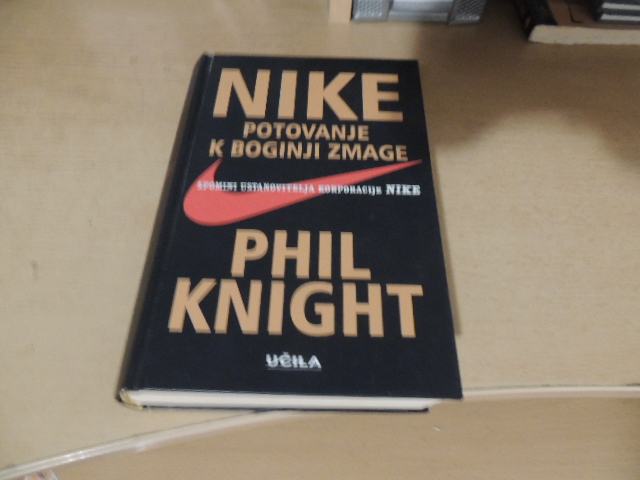 NIKE
POTOVANJE
K BOGINJI ZMAGE
SPOMINI USTANOVITELJA KORPORACIJE NIKE
PHIL
KNIGHT
UČILA